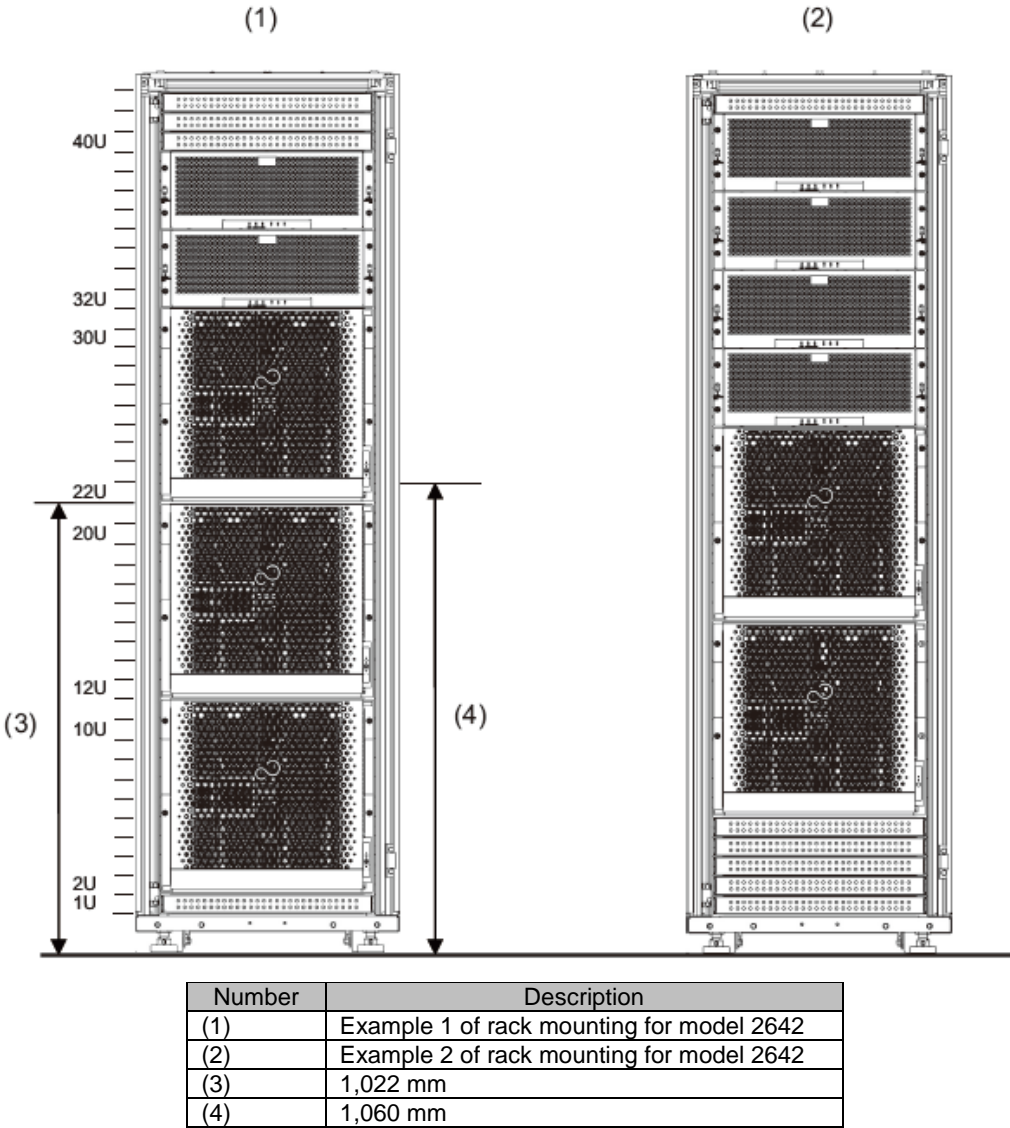 (1)
(2)
40U
32U
30U
22U
20U
12U
(3)
10U
(4)
2U
1U
Number Description
(1) Example 1 of rack mounting for model 2642
(2) Example 2 of rack mounting for model 2642
(3) 1,022 mm
(4) 1,060 mm